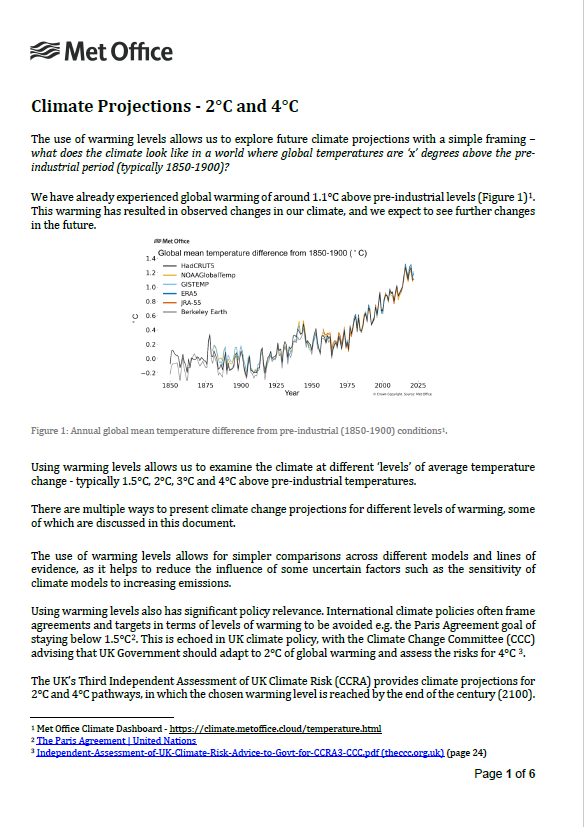 Met Office
Climate Projections - 2°C and 4°C
The use of warming levels allows us to explore future climate projections with a simple framing –
what does the climate look like in a world where global temperatures are ‘x’ degrees above the pre-
industrial period (typically 1850-1900)?
We have already experienced global warming of around 1.1°C above pre-industrial levels (Figure 1)¹.
This warming has resulted in observed changes in our climate, and we expect to see further changes
in the future.
Met Office
Global mean temperature difference from 1850-1900 (°C)
HadCRUT5
NOAAGlobalTemp
GISTEMP
ERA5
JRA-55
Berkeley Earth
°C
1.4
1.2
1.0
0.8
0.6
0.4
0.2
0.0
−0.2
1850 1875 1900 1925 1950 1975 2000 2025
Year
© Crown Copyright. Source: Met Office
Figure 1: Annual global mean temperature difference from pre-industrial (1850-1900) conditions¹.
Using warming levels allows us to examine the climate at different ‘levels’ of average temperature
change - typically 1.5°C, 2°C, 3°C and 4°C above pre-industrial temperatures.
There are multiple ways to present climate change projections for different levels of warming, some
of which are discussed in this document.
The use of warming levels allows for simpler comparisons across different models and lines of
evidence, as it helps to reduce the influence of some uncertain factors such as the sensitivity of
climate models to increasing emissions.
Using warming levels also has significant policy relevance. International climate policies often frame
agreements and targets in terms of levels of warming to be avoided e.g. the Paris Agreement goal of
staying below 1.5°C². This is echoed in UK climate policy, with the Climate Change Committee (CCC)
advising that UK Government should adapt to 2°C of global warming and assess the risks for 4°C ³.
The UK’s Third Independent Assessment of UK Climate Risk (CCRA) provides climate projections for
2°C and 4°C pathways, in which the chosen warming level is reached by the end of the century (2100).
¹ Met Office Climate Dashboard - https://climate.metoffice.cloud/temperature.html
² The Paris Agreement | United Nations
³ Independent-Assessment-of-UK-Climate-Risk-Advice-to-Govt-for-CCRA3-CCC.pdf (theccc.org.uk) (page 24)
Page 1 of 6